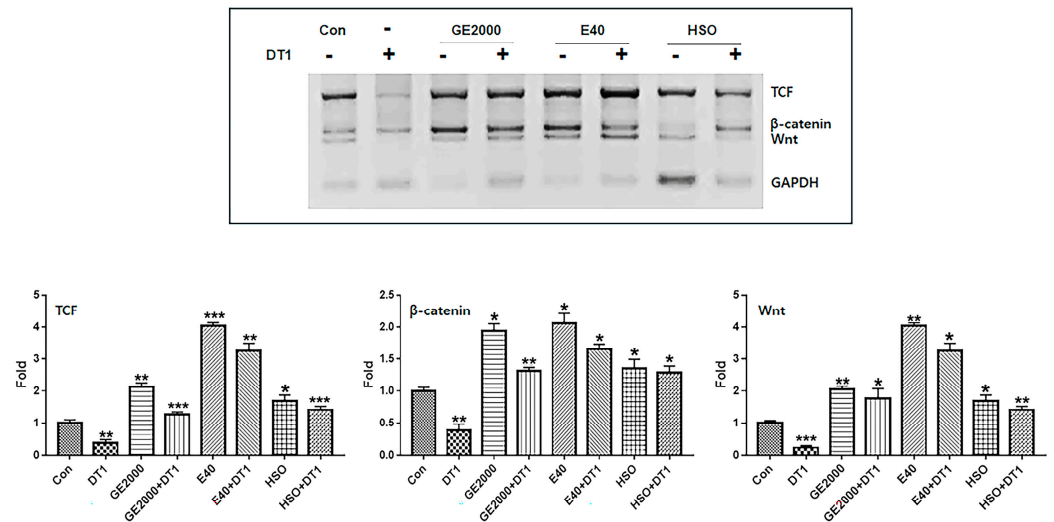 Con - GE2000 E40 HSO
DT1 - + - + - + - +
TCF
β-catenin
Wnt
GAPDH
TCF
Fold
5
4
3
2
1
0
*** ** ** *** *** ** * ***
Con DT1 GE2000 GE2000+DT1 E40 E40+DT1 HSO HSO+DT1
β-catenin
Fold
2.5
2.0
1.5
1.0
0.5
0.0
** * ** * * * *
Con DT1 GE2000 GE2000+DT1 E40 E40+DT1 HSO HSO+DT1
Wnt
Fold
5
4
3
2
1
0
*** ** * ** * * **
Con DT1 GE2000 GE2000+DT1 E40 E40+DT1 HSO HSO+DT1